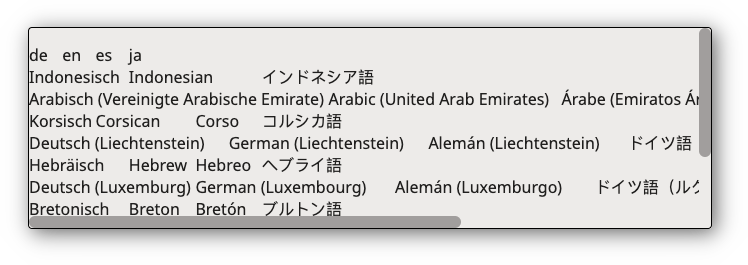 de en es ja
Indonesisch Indonesian インドネシア語
Arabisch (Vereinigte Arabische Emirate) Arabic (United Arab Emirates) Árabe (Emiratos
Korsisch Corsican Corso コルシカ語
Deutsch (Liechtenstein) German (Liechtenstein) Alemán (Liechtenstein) ドイツ語
Hebräisch Hebrew Hebreo ヘブライ語
Deutsch (Luxemburg) German (Luxembourg) Alemán (Luxemburgo) ドイツ語（ルク
Bretonisch Breton Bretón ブルトン語